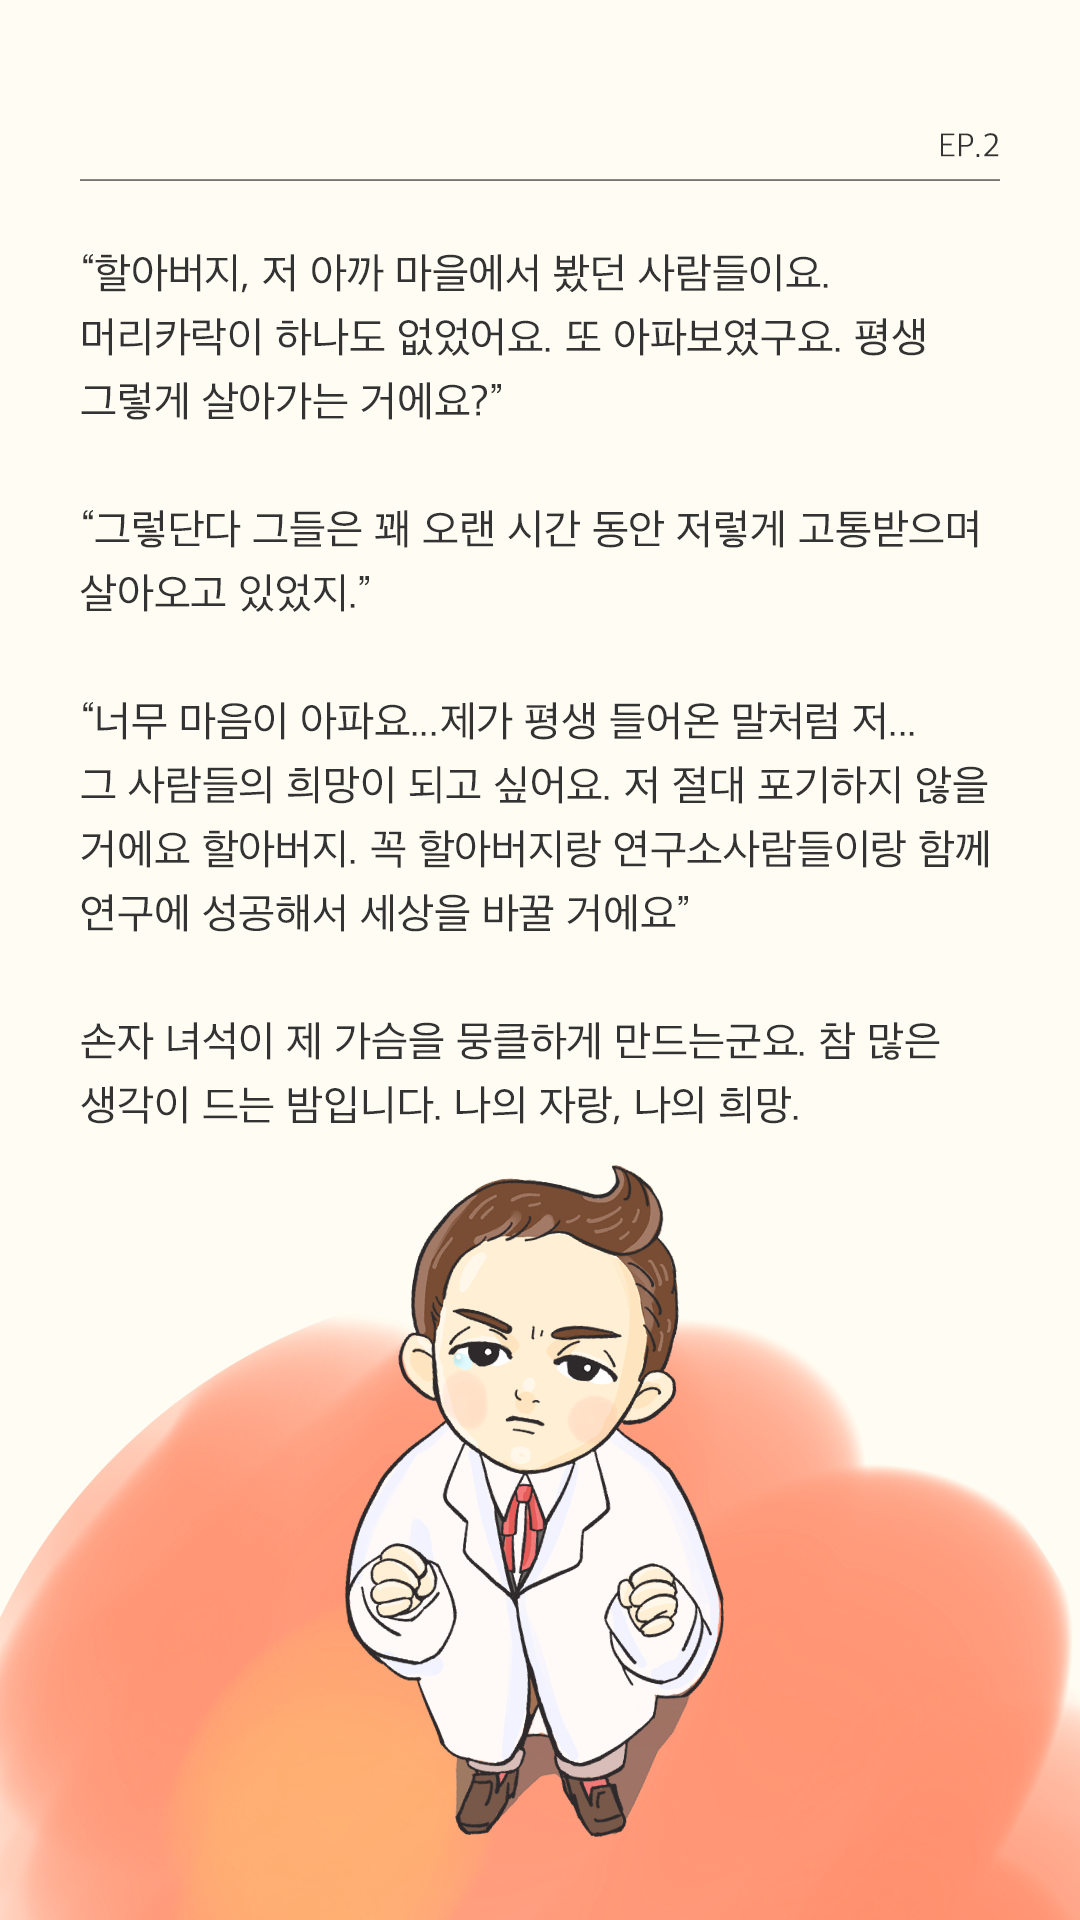 EP.2
“할아버지, 저 아까 마을에서 봤던 사람들이요.
머리카락이 하나도 없었어요. 또 아파보였구요. 평생
그렇게 살아가는 거에요?”
“그렇단다 그들은 꽤 오랜 시간 동안 저렇게 고통받으며
살아오고 있었지.”
“너무 마음이 아파요...제가 평생 들어온 말처럼 저...
그 사람들의 희망이 되고 싶어요. 저 절대 포기하지 않을
거에요 할아버지. 꼭 할아버지랑 연구소사람들이랑 함께
연구에 성공해서 세상을 바꿀 거에요”
손자 녀석이 제 가슴을 뭉클하게 만드는군요. 참 많은
생각이 드는 밤입니다. 나의 자랑, 나의 희망.